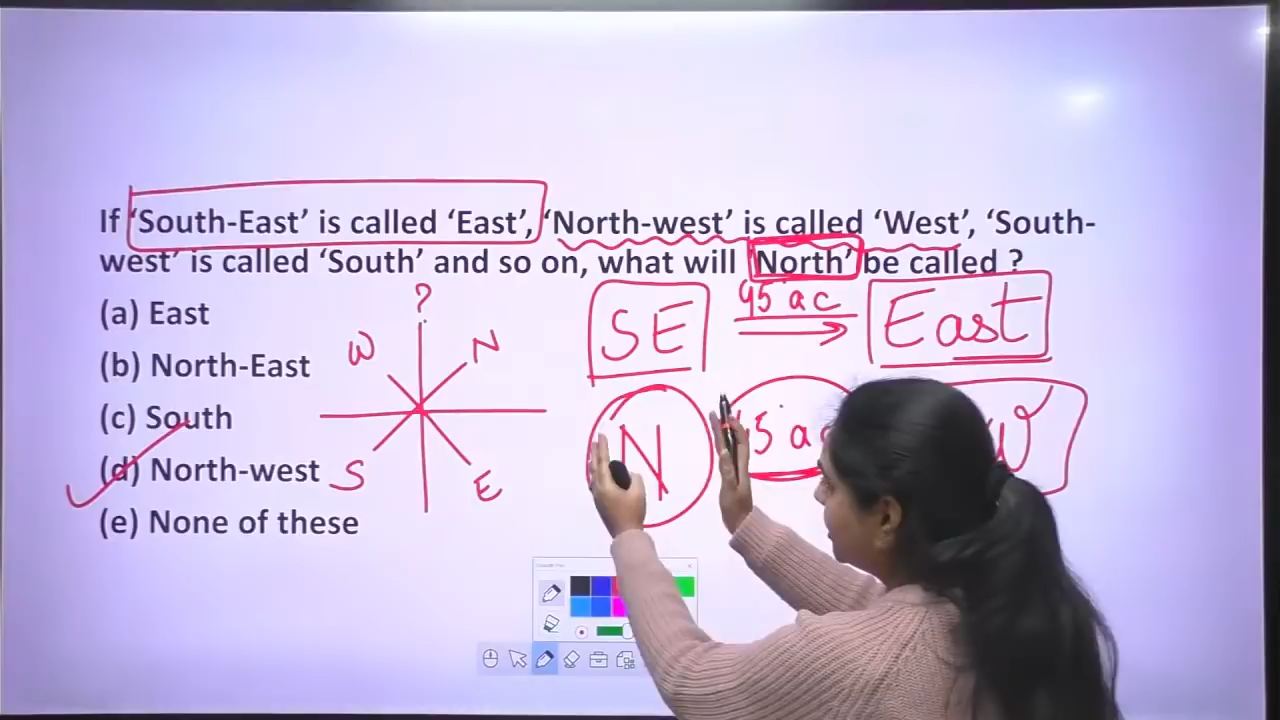 If 'South-East' is called 'East', 'North-west' is called 'West', 'South-
west' is called 'South' and so on, what will 'North' be called ?
(a) East
(b) North-East
(c) South
(d) North-west
(e) None of these
?
W
N
S
E
SE
45 ac
East
N
5 a
W